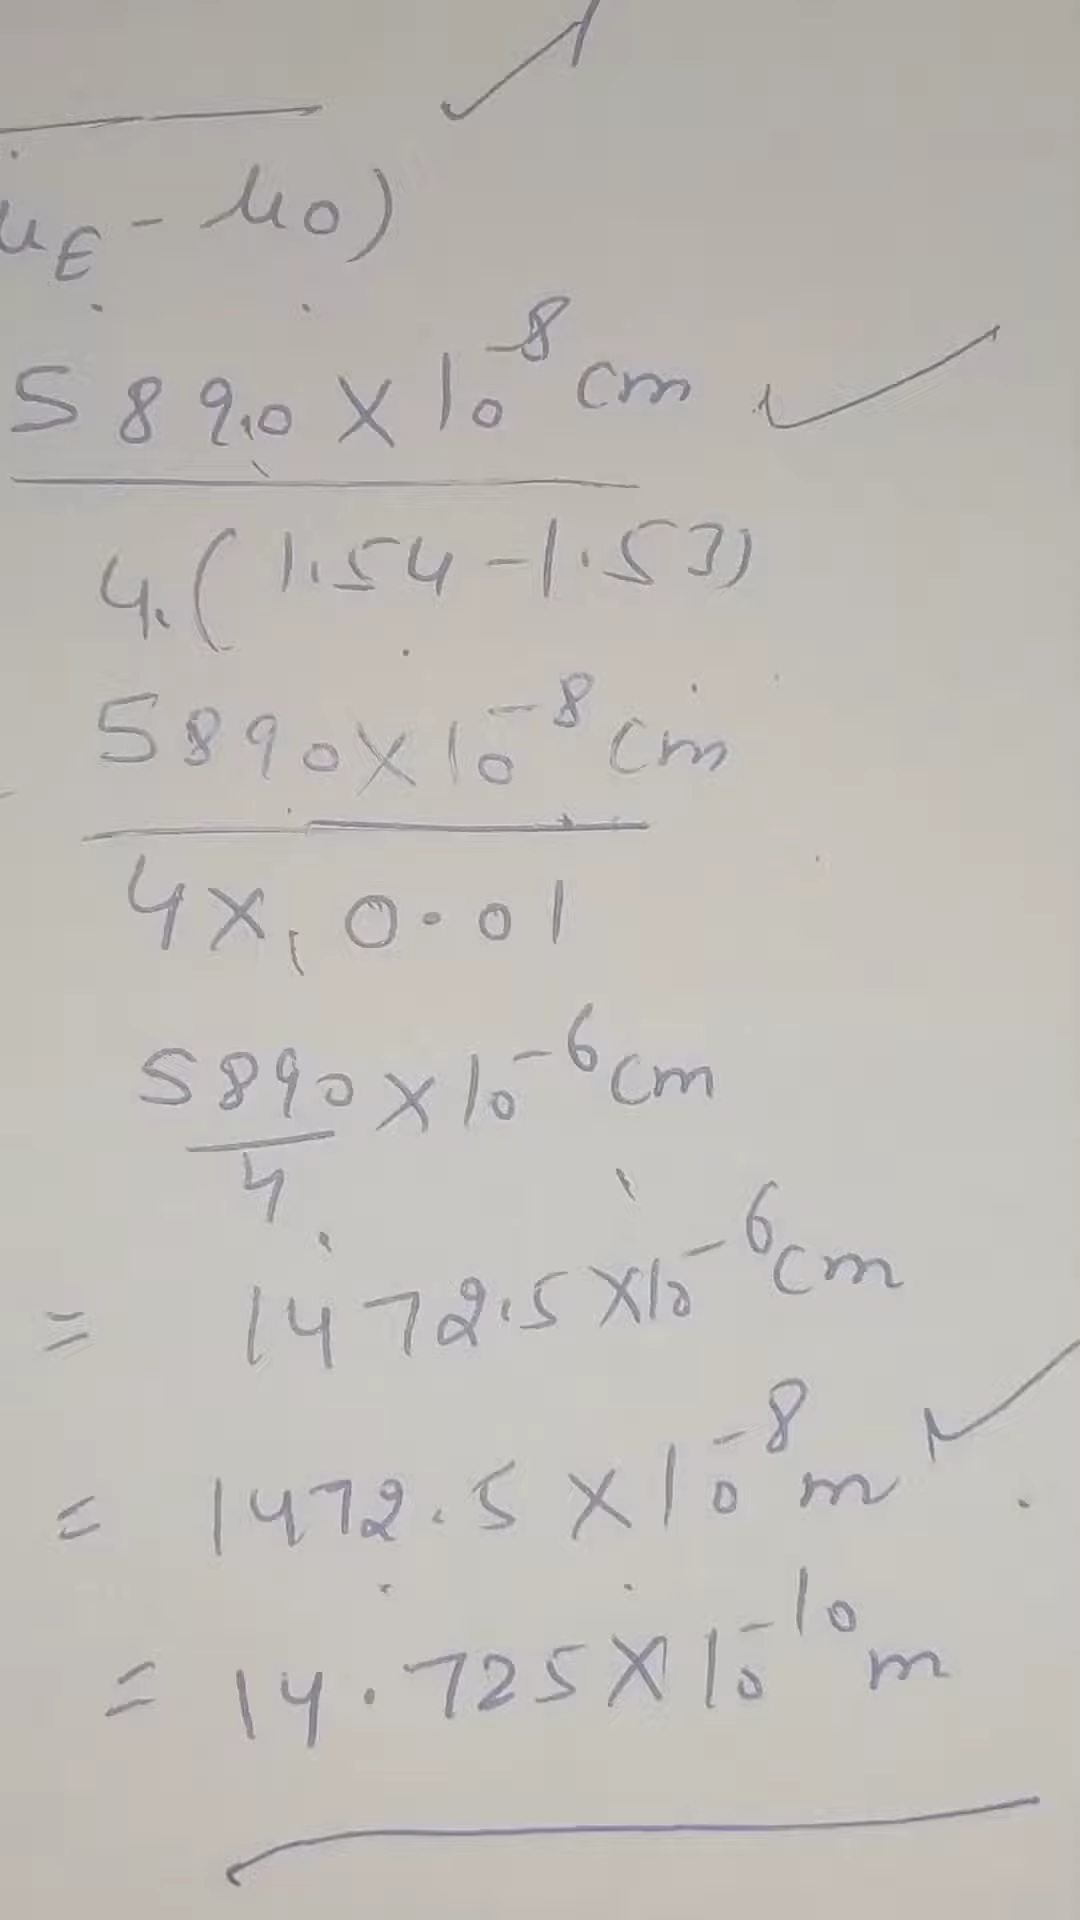 μE - μ0)
5890 × 10⁻⁸ cm
4.(1.54 - 1.53)
5890 × 10⁻⁸ cm
4 × 0.01
5890 × 10⁻⁶ cm
4
= 1472.5 × 10⁻⁶ cm
= 1472.5 × 10⁻⁸ m
= 14.725 × 10⁻¹⁰ m